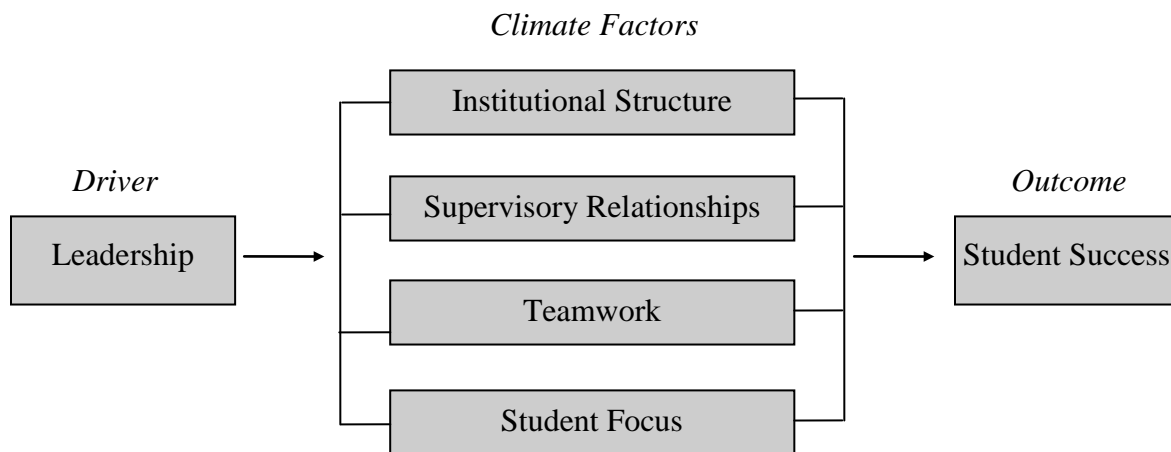 Climate Factors
Institutional Structure
Driver
Supervisory Relationships
Outcome
Leadership
Student Success
Teamwork
Student Focus